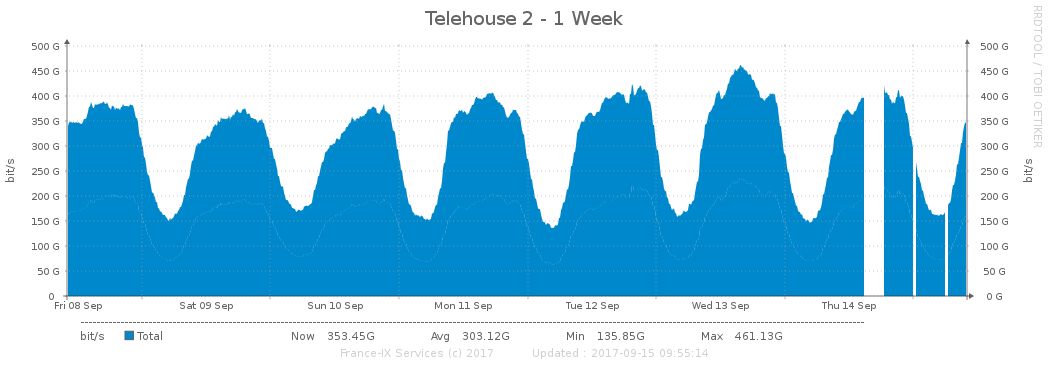 Telehouse 2 - 1 Week
RRDTOOL / TOBI OETIKER
500 G 500 G
450 G 450 G
400 G 400 G
350 G 350 G
300 G 300 G
250 G 250 G
200 G 200 G
150 G 150 G
100 G 100 G
50 G 50 G
0 0 G
bit/s
bit/s
Fri 08 Sep Sat 09 Sep Sun 10 Sep Mon 11 Sep Tue 12 Sep Wed 13 Sep Thu 14 Sep
bit/s Total Now 353.45G Avg 303.12G Min 135.85G Max 461.13G
France-IX Services (c) 2017 Updated : 2017-09-15 09:55:14